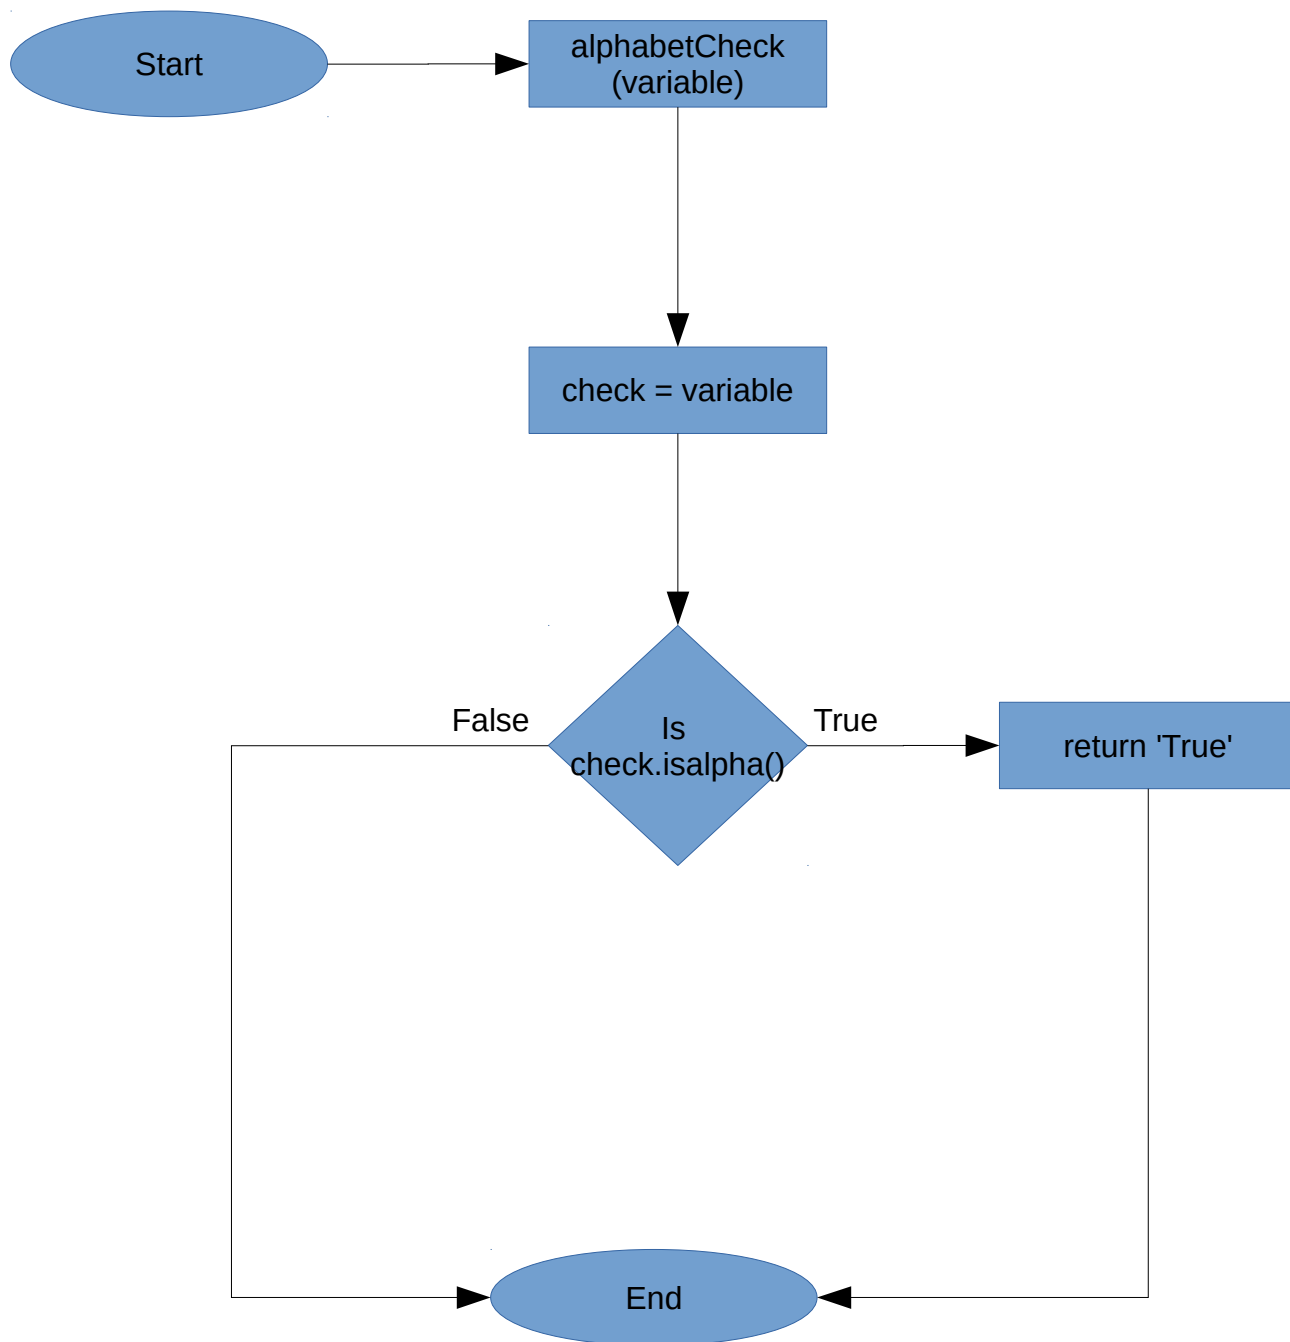 Start
alphabetCheck
(variable)
check = variable
False
Is
check.isalpha()
True
return 'True'
End